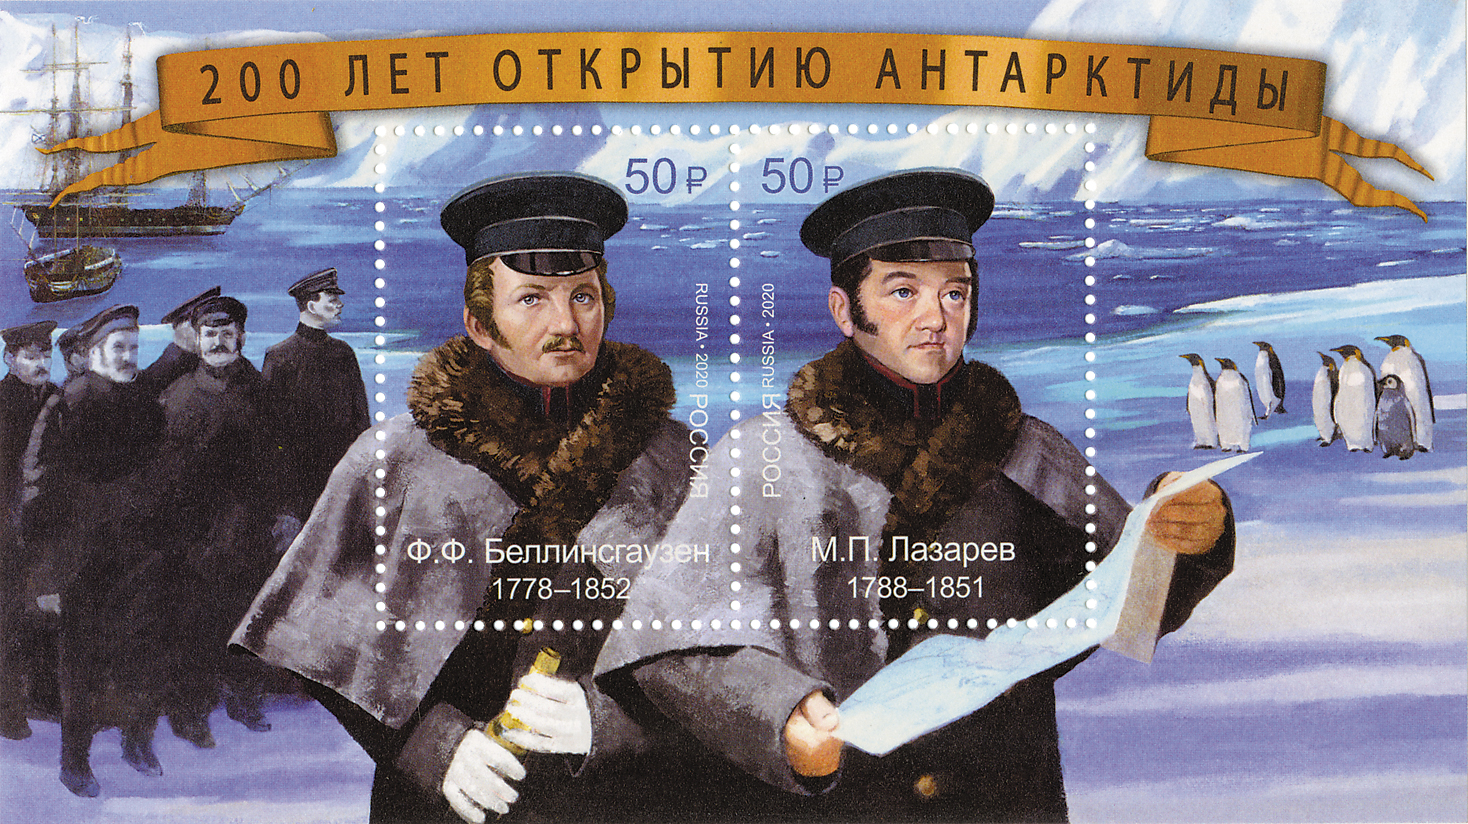 200 ЛЕТ ОТКРЫТИЮ АНТАРКТИДЫ
50 ₽
RUSSIA • 2020 РОССИЯ
Ф.Ф. Беллинсгаузен
1778–1852
50 ₽
РОССИЯ RUSSIA • 2020
М.П. Лазарев
1788–1851